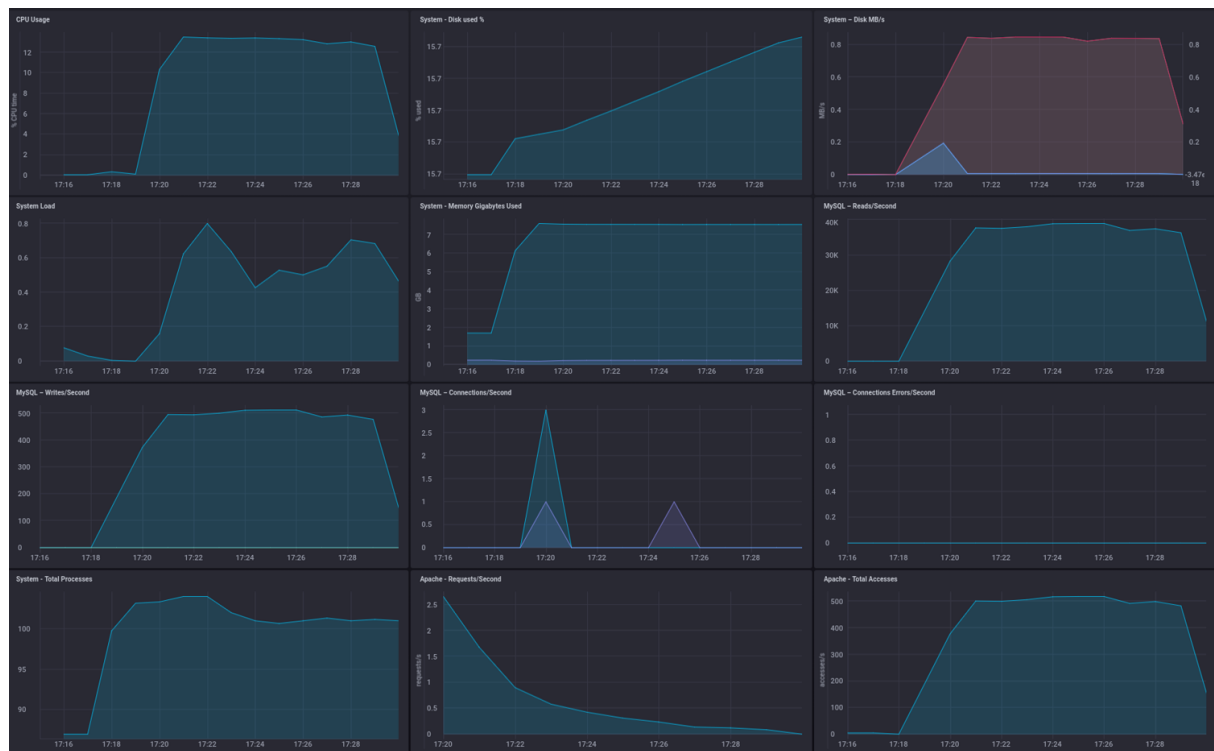 CPU Usage
% CPU time
12
10
8
6
4
2
0
17:16 17:18 17:20 17:22 17:24 17:26 17:28
System - Disk used %
% used
15.7
15.7
15.7
15.7
15.7
17:16 17:18 17:20 17:22 17:24 17:26 17:28
System – Disk MB/s
MB/s
0.8 0.8
0.6 0.6
0.4 0.4
0.2 0.2
0 -3.47e
18
17:16 17:18 17:20 17:22 17:24 17:26 17:28
System Load
0.8
0.6
0.4
0.2
0
17:16 17:18 17:20 17:22 17:24 17:26 17:28
System - Memory Gigabytes Used
GB
7
6
5
4
3
2
1
0
17:16 17:18 17:20 17:22 17:24 17:26 17:28
MySQL – Reads/Second
40K
30K
20K
10K
0
17:16 17:18 17:20 17:22 17:24 17:26 17:28
MySQL – Writes/Second
500
400
300
200
100
0
17:16 17:18 17:20 17:22 17:24 17:26 17:28
MySQL – Connections/Second
3
2.5
2
1.5
1
0.5
0
17:16 17:18 17:20 17:22 17:24 17:26 17:28
MySQL – Connections Errors/Second
1
0.8
0.6
0.4
0.2
0
17:16 17:18 17:20 17:22 17:24 17:26 17:28
System - Total Processes
100
95
90
17:16 17:18 17:20 17:22 17:24 17:26 17:28
Apache - Requests/Second
requests/s
2.5
2
1.5
1
0.5
0
17:20 17:22 17:24 17:26 17:28
Apache - Total Accesses
accesses/s
500
400
300
200
100
0
17:16 17:18 17:20 17:22 17:24 17:26 17:28